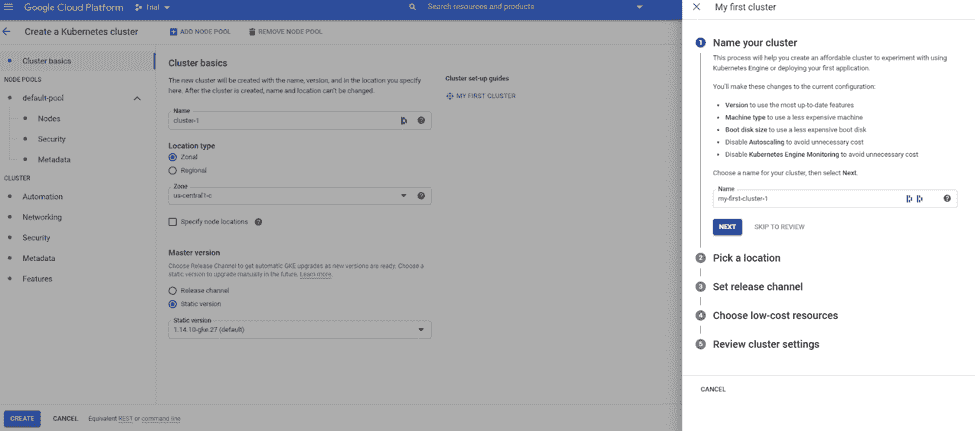 Google Cloud Platform
Trial
Search resources and products
Create a Kubernetes cluster
ADD NODE POOL
REMOVE NODE POOL
Cluster basics
NODE POOLS
default-pool
Nodes
Security
Metadata
CLUSTER
Automation
Networking
Security
Metadata
Features
Cluster basics
The new cluster will be created with the name, version, and in the location you specify
here. After the cluster is created, name and location can't be changed.
Name
cluster-1
Location type
Zonal
Regional
Zone
us-central1-c
Specify node locations
Master version
Choose Release Channel to get automatic GKE upgrades as new versions are ready. Choose a
static version to upgrade manually in the future. Learn more.
Release channel
Static version
Static version
1.14.10-gke.27 (default)
Cluster set-up guides
MY FIRST CLUSTER
CREATE
CANCEL
Equivalent REST or command line
My first cluster
1
Name your cluster
This process will help you create an affordable cluster to experiment with using
Kubernetes Engine or deploying your first application.
You'll make these changes to the current configuration:
• Version to use the most up-to-date features
• Machine type to use a less expensive machine
• Boot disk size to use a less expensive boot disk
• Disable Autoscaling to avoid unnecessary cost
• Disable Kubernetes Engine Monitoring to avoid unnecessary cost
Choose a name for your cluster, then select Next.
Name
my-first-cluster-1
NEXT
SKIP TO REVIEW
2
Pick a location
3
Set release channel
4
Choose low-cost resources
5
Review cluster settings
CANCEL